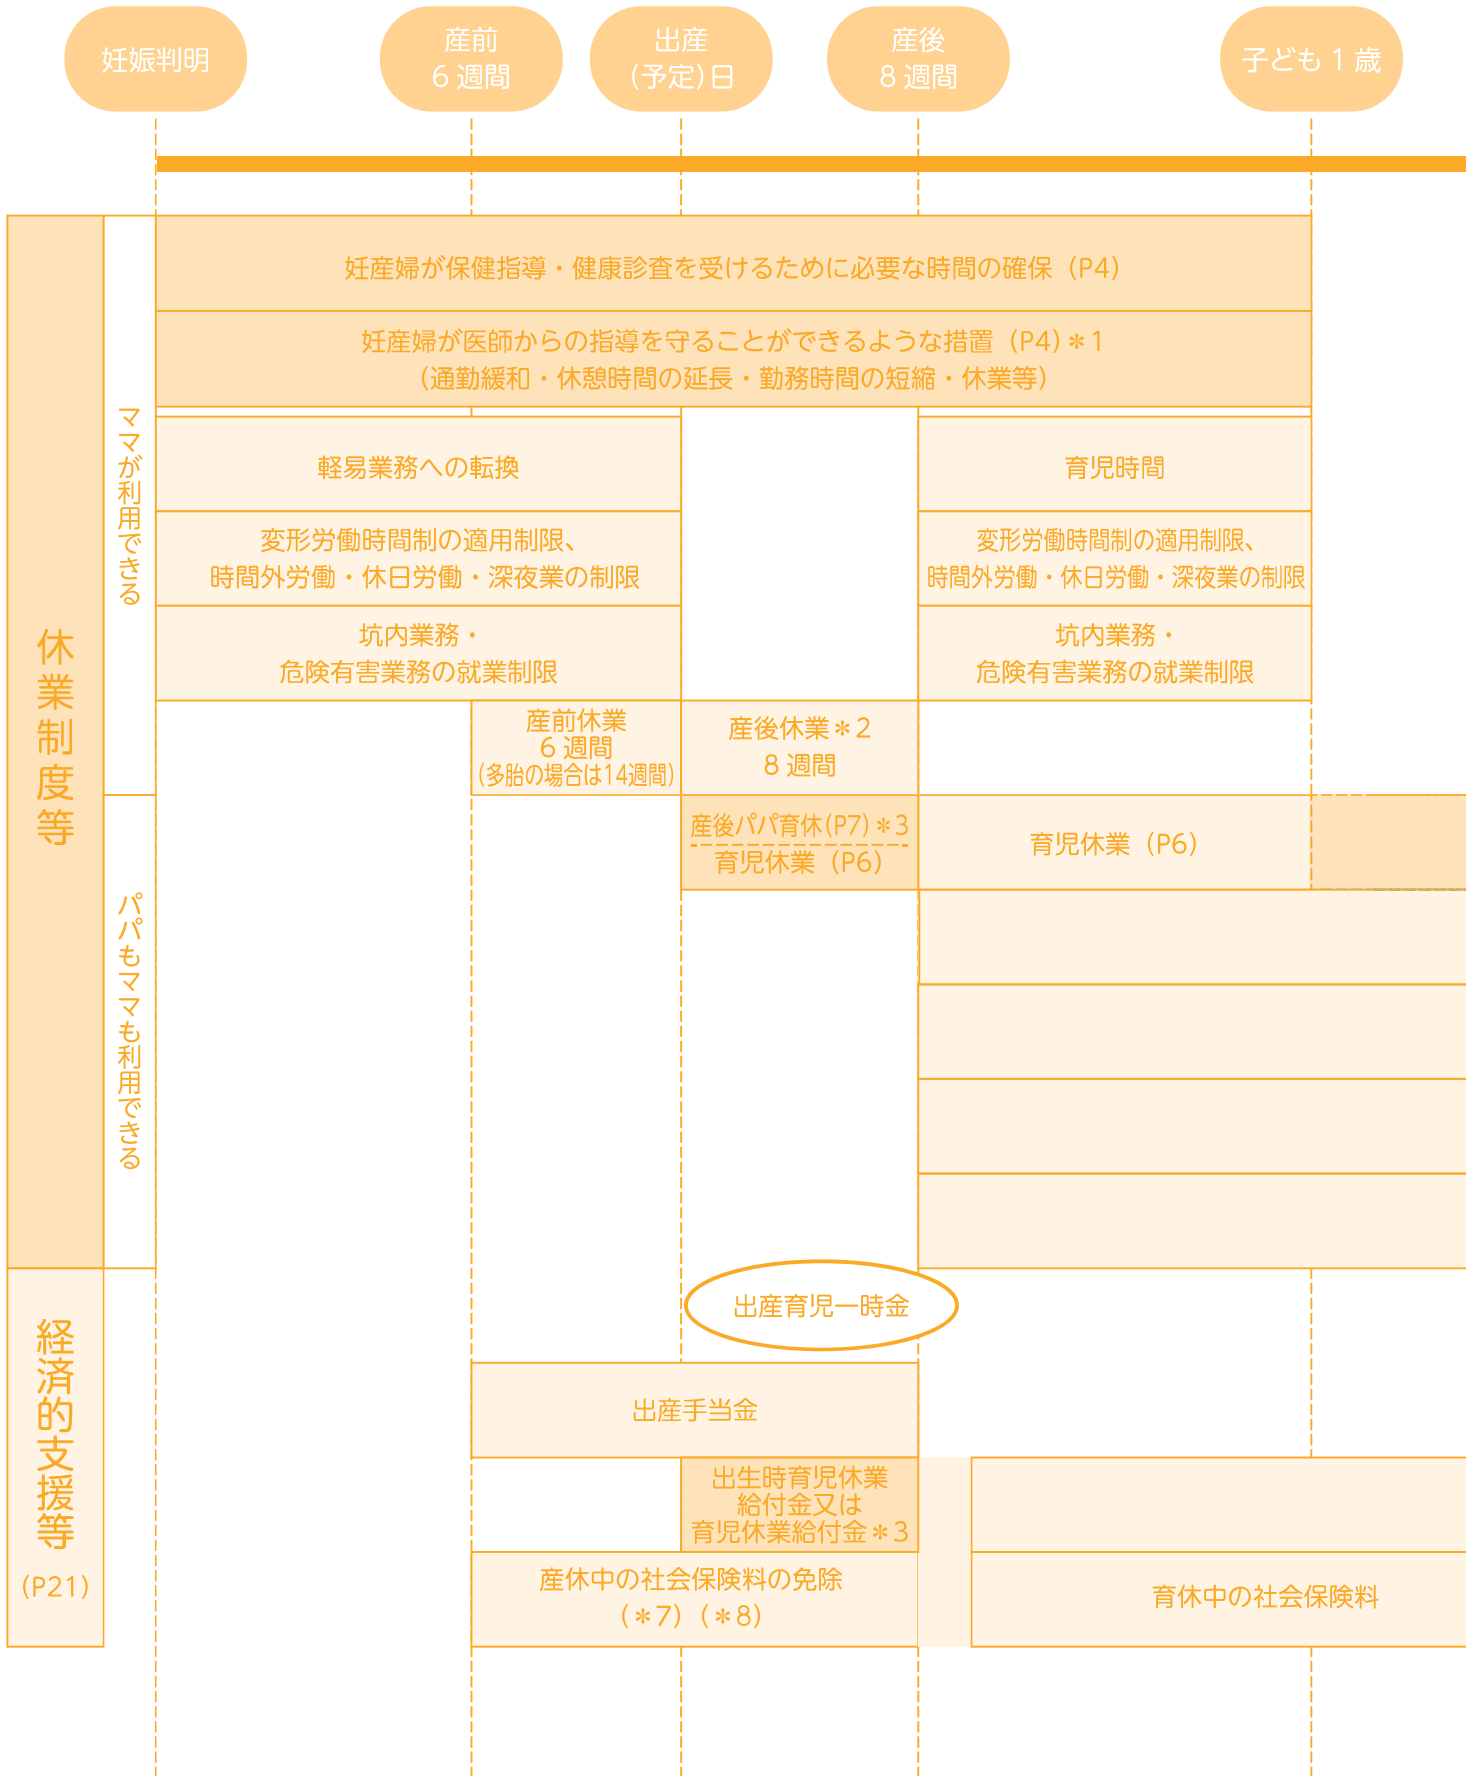 妊娠判明
産前
6 週間
出産
(予定)日
産後
8 週間
子ども 1 歳
休業制度等
ママが利用できる
妊産婦が保健指導・健康診査を受けるために必要な時間の確保（P4）
妊産婦が医師からの指導を守ることができるような措置（P4）＊1
（通勤緩和・休憩時間の延長・勤務時間の短縮・休業等）
軽易業務への転換
育児時間
変形労働時間制の適用制限、
時間外労働・休日労働・深夜業の制限
変形労働時間制の適用制限、
時間外労働・休日労働・深夜業の制限
坑内業務・
危険有害業務の就業制限
坑内業務・
危険有害業務の就業制限
産前休業
6 週間
（多胎の場合は14週間）
産後休業＊2
8 週間
パパもママも利用できる
産後パパ育休(P7)＊3
育児休業（P6）
育児休業（P6）
経済的支援等
（P21）
出産育児一時金
出産手当金
出生時育児休業
給付金又は
育児休業給付金＊3
産休中の社会保険料の免除
（＊7）（＊8）
育休中の社会保険料